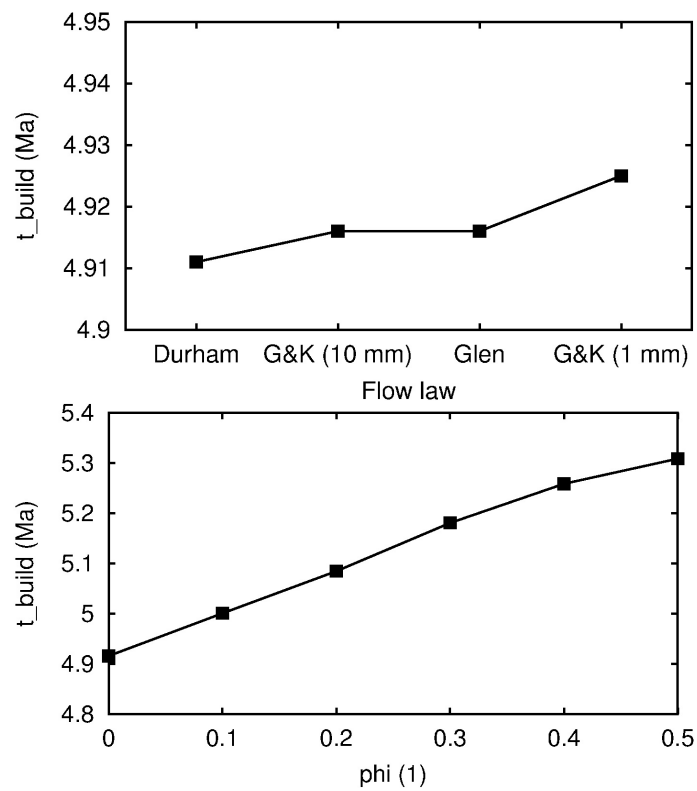 4.95
4.94
4.93
4.92
4.91
4.9
t_build (Ma)
Durham G&K (10 mm) Glen G&K (1 mm)
Flow law
5.4
5.3
5.2
5.1
5
4.9
4.8
t_build (Ma)
0 0.1 0.2 0.3 0.4 0.5
phi (1)